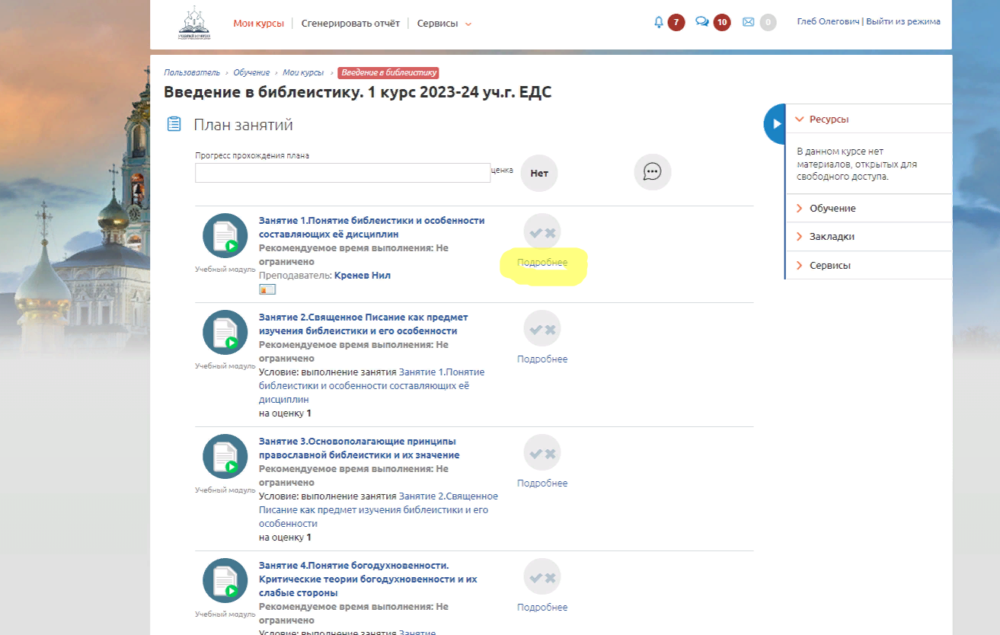 УЧЕБНЫЙ КОМИТЕТ
Мои курсы
Сгенерировать отчёт
Сервисы
7
10
0
Глеб Олегович | Выйти из режима
Пользователь › Обучение › Мои курсы › Введение в библеистику
Введение в библеистику. 1 курс 2023-24 уч.г. ЕДС
План занятий
Прогресс прохождения плана
ценка
Нет
Занятие 1.Понятие библеистики и особенности
составляющих её дисциплин
Рекомендуемое время выполнения: Не
ограничено
Преподаватель: Кренев Нил
Учебный модуль
Подробнее
Занятие 2.Священное Писание как предмет
изучения библеистики и его особенности
Рекомендуемое время выполнения: Не
ограничено
Условие: выполнение занятия Занятие 1.Понятие
библеистики и особенности составляющих её
дисциплин
на оценку 1
Учебный модуль
Подробнее
Занятие 3.Основополагающие принципы
православной библеистики и их значение
Рекомендуемое время выполнения: Не
ограничено
Условие: выполнение занятия Занятие 2.Священное
Писание как предмет изучения библеистики и его
особенности
на оценку 1
Учебный модуль
Подробнее
Занятие 4.Понятие богодухновенности.
Критические теории богодухновенности и их
слабые стороны
Рекомендуемое время выполнения: Не
ограничено
Условие: выполнение занятия Занятие
Учебный модуль
Подробнее
Ресурсы
В данном курсе нет
материалов, открытых для
свободного доступа.
Обучение
Закладки
Сервисы